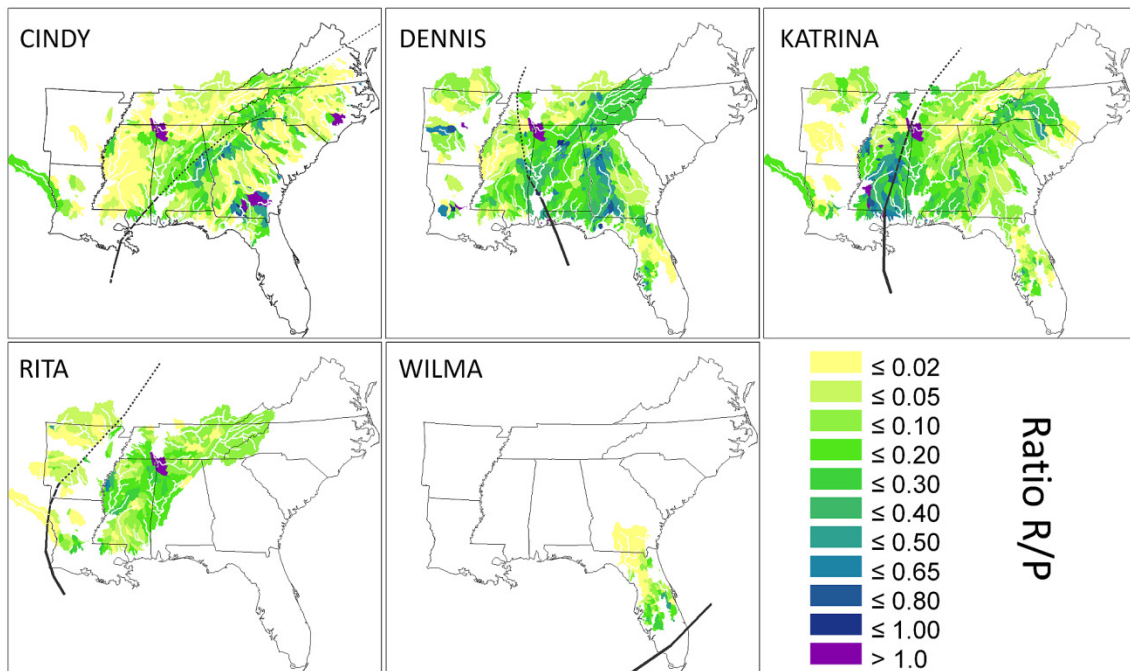 CINDY
DENNIS
KATRINA
RITA
WILMA
≤ 0.02
≤ 0.05
≤ 0.10
≤ 0.20
≤ 0.30
≤ 0.40
≤ 0.50
≤ 0.65
≤ 0.80
≤ 1.00
> 1.0
Ratio R/P